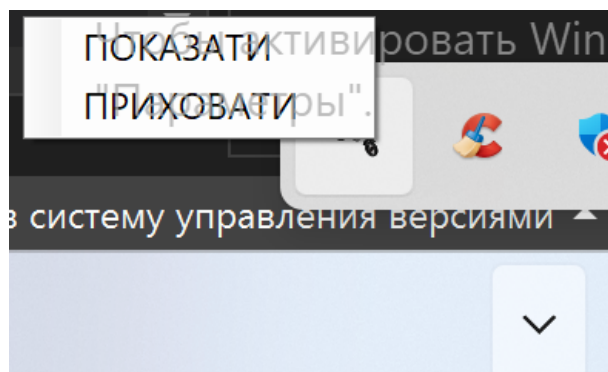 Чтобы активировать Win
ПОКАЗАТИ
"Параметры".
ПРИХОВАТИ
в систему управления версиями